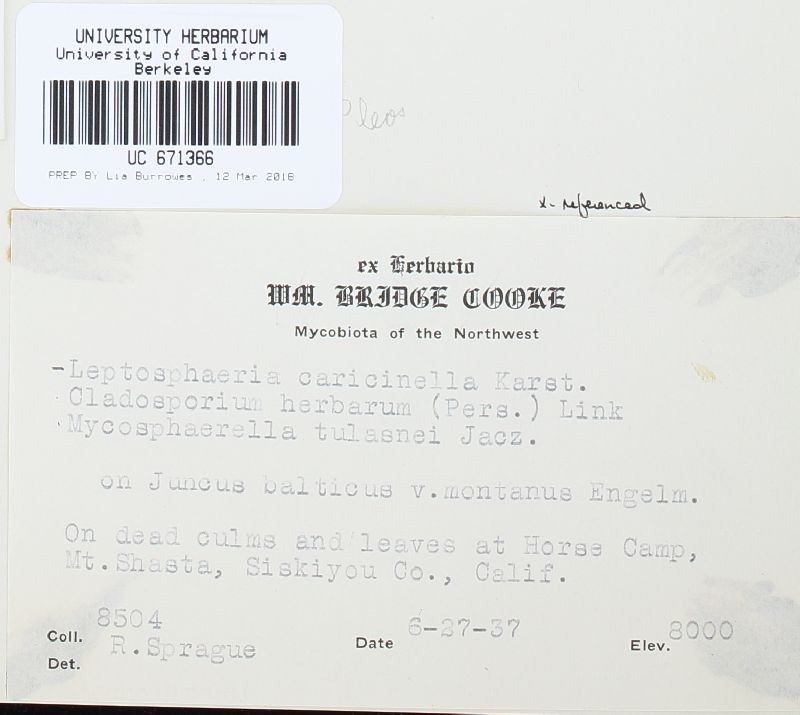 UNIVERSITY HERBARIUM
University of California
Berkeley
UC 671366
PREP BY Lia Burrowes . 12 Mar 2018
Pleos
x- referenced
ex Herbario
WM. BRIDGE COOKE
Mycobiota of the Northwest
-Leptosphaeria caricinella Karst.
Cladosporium herbarum (Pers.) Link
Mycosphaerella tulasnei Jacz.
on Juncus balticus v.montanus Engelm.
On dead culms and leaves at Horse Camp,
Mt.Shasta, Siskiyou Co., Calif.
Coll. 8504 Date 6-27-37 Elev. 8000
Det. R.Sprague